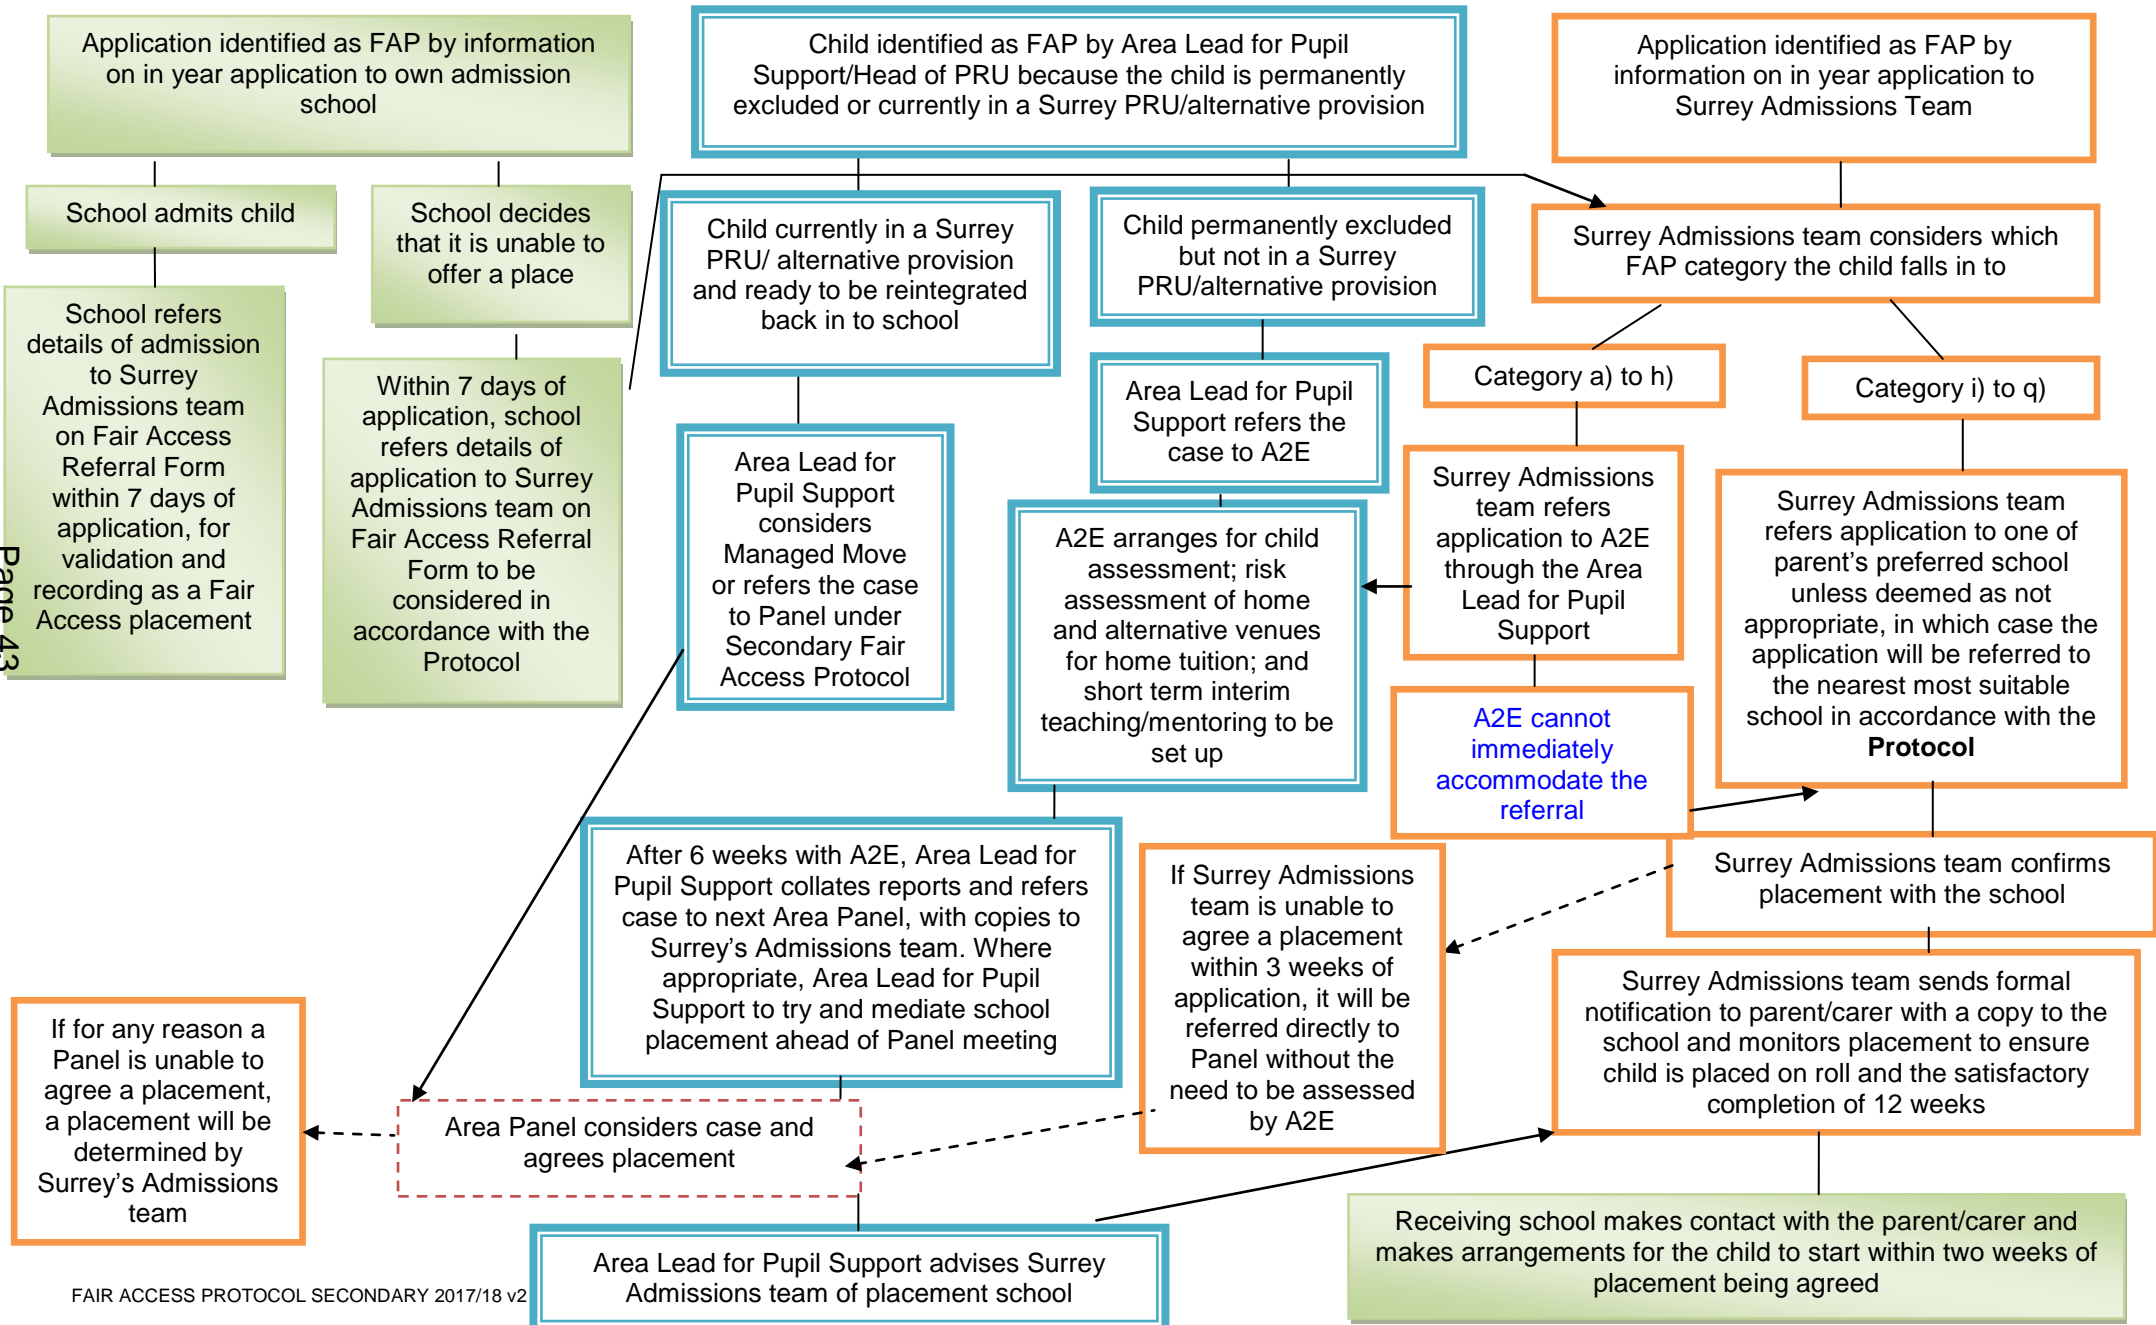 Application identified as FAP by information
on in year application to own admission
school
Child identified as FAP by Area Lead for Pupil
Support/Head of PRU because the child is permanently
excluded or currently in a Surrey PRU/alternative provision
Application identified as FAP by
information on in year application to
Surrey Admissions Team
School admits child
School decides
that it is unable to
offer a place
Child currently in a Surrey
PRU/ alternative provision
and ready to be reintegrated
back in to school
Child permanently excluded
but not in a Surrey
PRU/alternative provision
Surrey Admissions team considers which
FAP category the child falls in to
School refers
details of admission
to Surrey
Admissions team
on Fair Access
Referral Form
within 7 days of
application, for
validation and
recording as a Fair
Access placement
Within 7 days of
application, school
refers details of
application to Surrey
Admissions team on
Fair Access Referral
Form to be
considered in
accordance with the
Protocol
Area Lead for
Pupil Support
considers
Managed Move
or refers the case
to Panel under
Secondary Fair
Access Protocol
Area Lead for Pupil
Support refers the
case to A2E
Category a) to h)
Category i) to q)
A2E arranges for child
assessment; risk
assessment of home
and alternative venues
for home tuition; and
short term interim
teaching/mentoring to be
set up
Surrey Admissions
team refers
application to A2E
through the Area
Lead for Pupil
Support
Surrey Admissions team
refers application to one of
parent's preferred school
unless deemed as not
appropriate, in which case the
application will be referred to
the nearest most suitable
school in accordance with the
Protocol
A2E cannot
immediately
accommodate the
referral
After 6 weeks with A2E, Area Lead for
Pupil Support collates reports and refers
case to next Area Panel, with copies to
Surrey's Admissions team. Where
appropriate, Area Lead for Pupil
Support to try and mediate school
placement ahead of Panel meeting
If Surrey Admissions
team is unable to
agree a placement
within 3 weeks of
application, it will be
referred directly to
Panel without the
need to be assessed
by A2E
Surrey Admissions team confirms
placement with the school
Surrey Admissions team sends formal
notification to parent/carer with a copy to the
school and monitors placement to ensure
child is placed on roll and the satisfactory
completion of 12 weeks
If for any reason a
Panel is unable to
agree a placement,
a placement will be
determined by
Surrey's Admissions
team
Area Panel considers case and
agrees placement
Area Lead for Pupil Support advises Surrey
Admissions team of placement school
Receiving school makes contact with the parent/carer and
makes arrangements for the child to start within two weeks of
placement being agreed
FAIR ACCESS PROTOCOL SECONDARY 2017/18 v2
Page 43